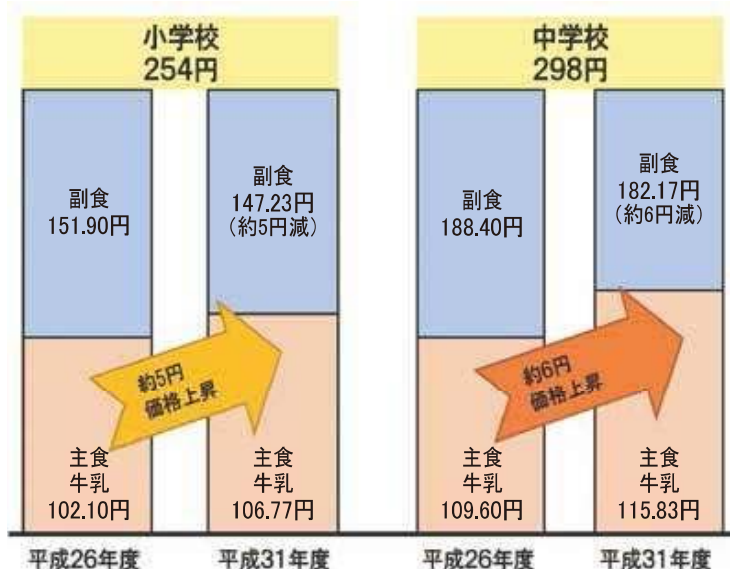 小学校
254円
副食
151.90円
副食
147.23円
(約5円減)
約5円
価格上昇
主食
牛乳
102.10円
主食
牛乳
106.77円
平成26年度
平成31年度
中学校
298円
副食
188.40円
副食
182.17円
(約6円減)
約6円
価格上昇
主食
牛乳
109.60円
主食
牛乳
115.83円
平成26年度
平成31年度